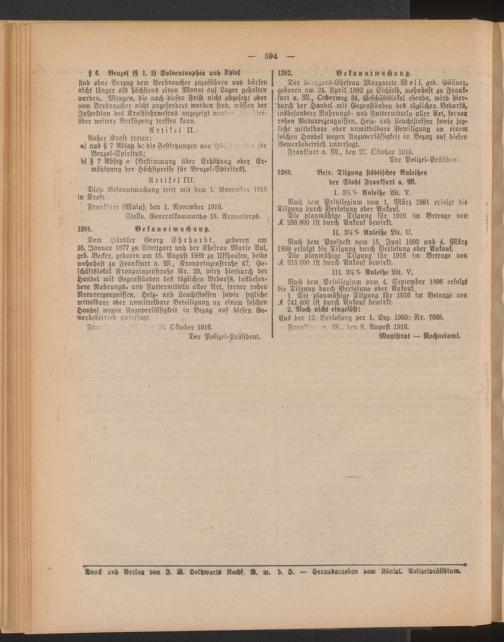 — 594 —
§ 6. Benzol (§ 1, 2) Solventnaphta und Xylol
sind ohne Verzug dem Verbraucher zuzuführen und dürfen
nicht länger als höchstens einen Monat auf Lager gehalten
werden. Mengen, die nach dieser Frist nicht abgesetzt oder
vom Verbraucher nicht angefordert worden sind, müssen der
Inspektion des Kraftfahrwesens angezeigt
weitere Verfügung treffen kann.
Artikel II.
Außer Kraft treten:
a) aus § 7 Absatz b: die Festsetzungen von für
Benzol-Spiritus;
b) § 7 Absatz e (Bestimmung über Erhöhung oder Er-
mäßigung der Höchstpreise für Benzol-Spiritus).
Artikel III.
Diese Bekanntmachung tritt mit dem 1. November 1916
in Kraft.
Frankfurt (Main), den 1. November 1916.
Stellv. Generalkommando 18. Armeekorps.
1281. Bekanntmachung.
Dem Händler Georg Ehrhardt, geboren am
25. Januar 1877 zu Stuttgart und der Ehefrau Marie Aul,
geb. Becker, geboren am 15. August 1889 zu Uffhausen, beide
wohnhaft zu Frankfurt a. M., Kronprinzenstraße 47, Ge-
schäftslokal Kronprinzenstraße Nr. 20, wird hierdurch der
Handel mit Gegenständen des täglichen Bedarfs, insbeson-
dere Nahrungs- und Futtermitteln aller Art, ferner rohen
Naturerzeugnissen, Heiz- und Leuchtstoffen sowie jegliche
mittelbare oder unmittelbare Beteiligung an einem solchen
Handel wegen Unzuverlässigkeit in Bezug auf diesen Ge-
werbebetrieb untersagt.
26. Oktober 1916.
Der Polizei-Präsident.
1282. Bekanntmachung.
Der Metzgers-Ehefrau Margarete Wolf, geb. Göllner,
geboren am 24. April 1882 zu wohnhaft zu Frank-
furt a. M., Oederweg 34, Geschäftslokal ebenda, wird hier-
durch der Handel mit Gegenständen des täglichen Bedarfs,
insbesondere Nahrungs- und Futtermitteln aller Art, ferner
rohen Naturerzeugnissen, Heiz- und Leuchtstoffen sowie jeg-
liche mittelbare oder unmittelbare Beteiligung an einem
solchen Handel wegen Unzuverlässigkeit in Bezug auf diesen
Gewerbebetrieb untersagt.
Frankfurt a. M., den 27. Oktober 1916.
Der Polizei-Präsident.
1283. Betr. Tilgung städtischer Anleihen
der Stadt Frankfurt a. M.
I. 3½% Anleihe Lit. T.
Nach dem Privilegium vom 1. März 1891 erfolgt die
Tilgung durch Verlosung oder Ankauf.
Die planmäßige Tilgung für 1916 im Betrage von
ℳ 298 800 ist durch Ankauf bewirkt.
II. 3½% Anleihe Lit. U.
Nach dem Prospekt vom 15. Juni 1893 und 4. März
1899 erfolgt die Tilgung durch Verlosung oder Ankauf.
Die planmäßige Tilgung für 1916 im Betrage von
ℳ 313 600 ist durch Ankauf bewirkt.
III. 3½% Anleihe Lit. V.
Nach dem Privilegium vom 4. September 1896 erfolgt
die Tilgung durch Verlosung oder Ankauf.
1. Die planmäßige Tilgung für 1916 im Betrage von
ℳ 741 400 ist durch Ankauf bewirkt.
2. Noch nicht eingelöst:
Aus der 12. Verlosung per 1. Dez. 1909: Nr. 7665.
Frankfurt a. M., den 8. August 1916.
Magistrat — Rechneiamt.
Druck und Verlag von J. G. Holtzwarts Nachf. G. m. b. H. — Herausgegeben vom Königl. Polizeipräsidium.